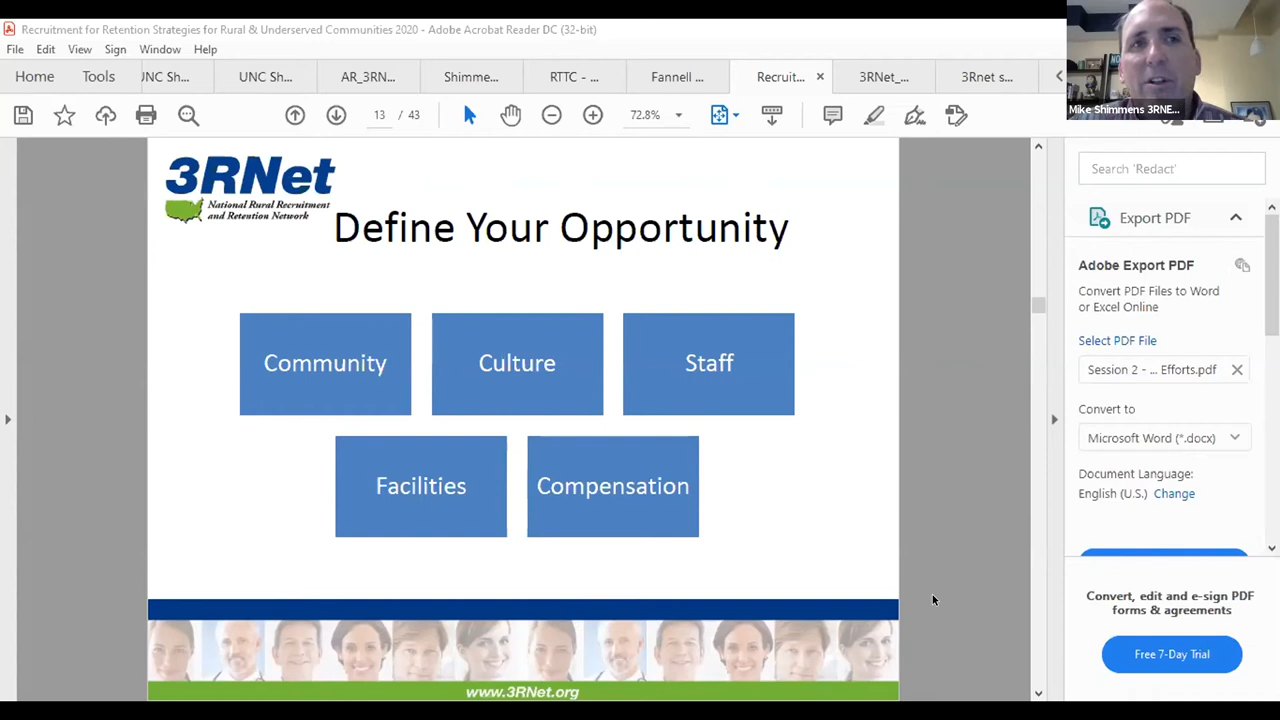 Recruitment for Retention Strategies for Rural & Underserved Communities 2020 - Adobe Acrobat Reader DC (32-bit)
File Edit View Sign Window Help
Home Tools UNC Sh... UNC Sh... AR_3RN... Shimme... RTTC - ... Fannell ... Recruit... 3RNet_... 3Rnet s...
/ 43 72.8%
Mike Shimmens 3RNE...
3RNet
National Rural Recruitment
and Retention Network
Define Your Opportunity
Community Culture Staff
Facilities Compensation
www.3RNet.org
Search 'Redact'
Export PDF
Adobe Export PDF
Convert PDF Files to Word
or Excel Online
Select PDF File
Session 2 - ... Efforts.pdf
Convert to
Microsoft Word (*.docx)
Document Language:
English (U.S.) Change
Convert, edit and e-sign PDF
forms & agreements
Free 7-Day Trial